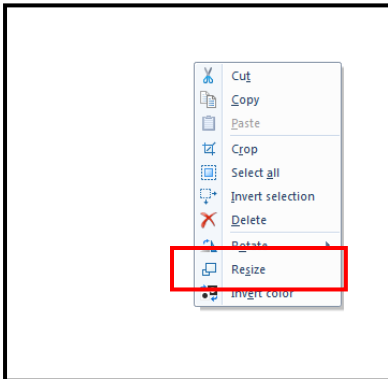 Cut
Copy
Paste
Crop
Select all
Invert selection
Delete
Rotate
Resize
Invert color